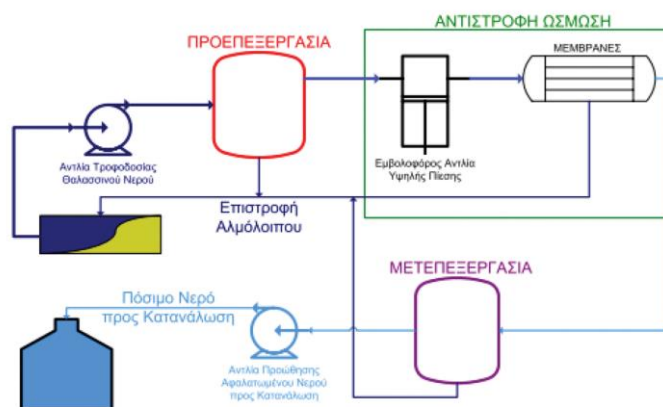 ΑΝΤΙΣΤΡΟΦΗ ΩΣΜΩΣΗ
ΠΡΟΕΠΕΞΕΡΓΑΣΙΑ
ΜΕΜΒΡΑΝΕΣ
Αντλία Τροφοδοσίας
Θαλασσινού Νερού
Εμβολοφόρος Αντλία
Υψηλής Πίεσης
Επιστροφή
Αλμόλοιπου
ΜΕΤΕΠΕΞΕΡΓΑΣΙΑ
Πόσιμο Νερό
προς Κατανάλωση
Αντλία Προώθησης
Αφαλατωμένου Νερού
προς Κατανάλωση